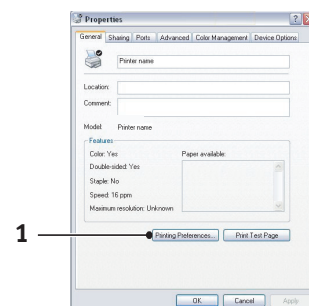 Properties
General Sharing Ports Advanced Color Management Device Options
Printer name
Location:
Comment:
Model: Printer name
Features
Color: Yes Paper available:
Double-sided: Yes
Staple: No
Speed: 16 ppm
Maximum resolution: Unknown
1
Printing Preferences... Print Test Page
OK Cancel Apply